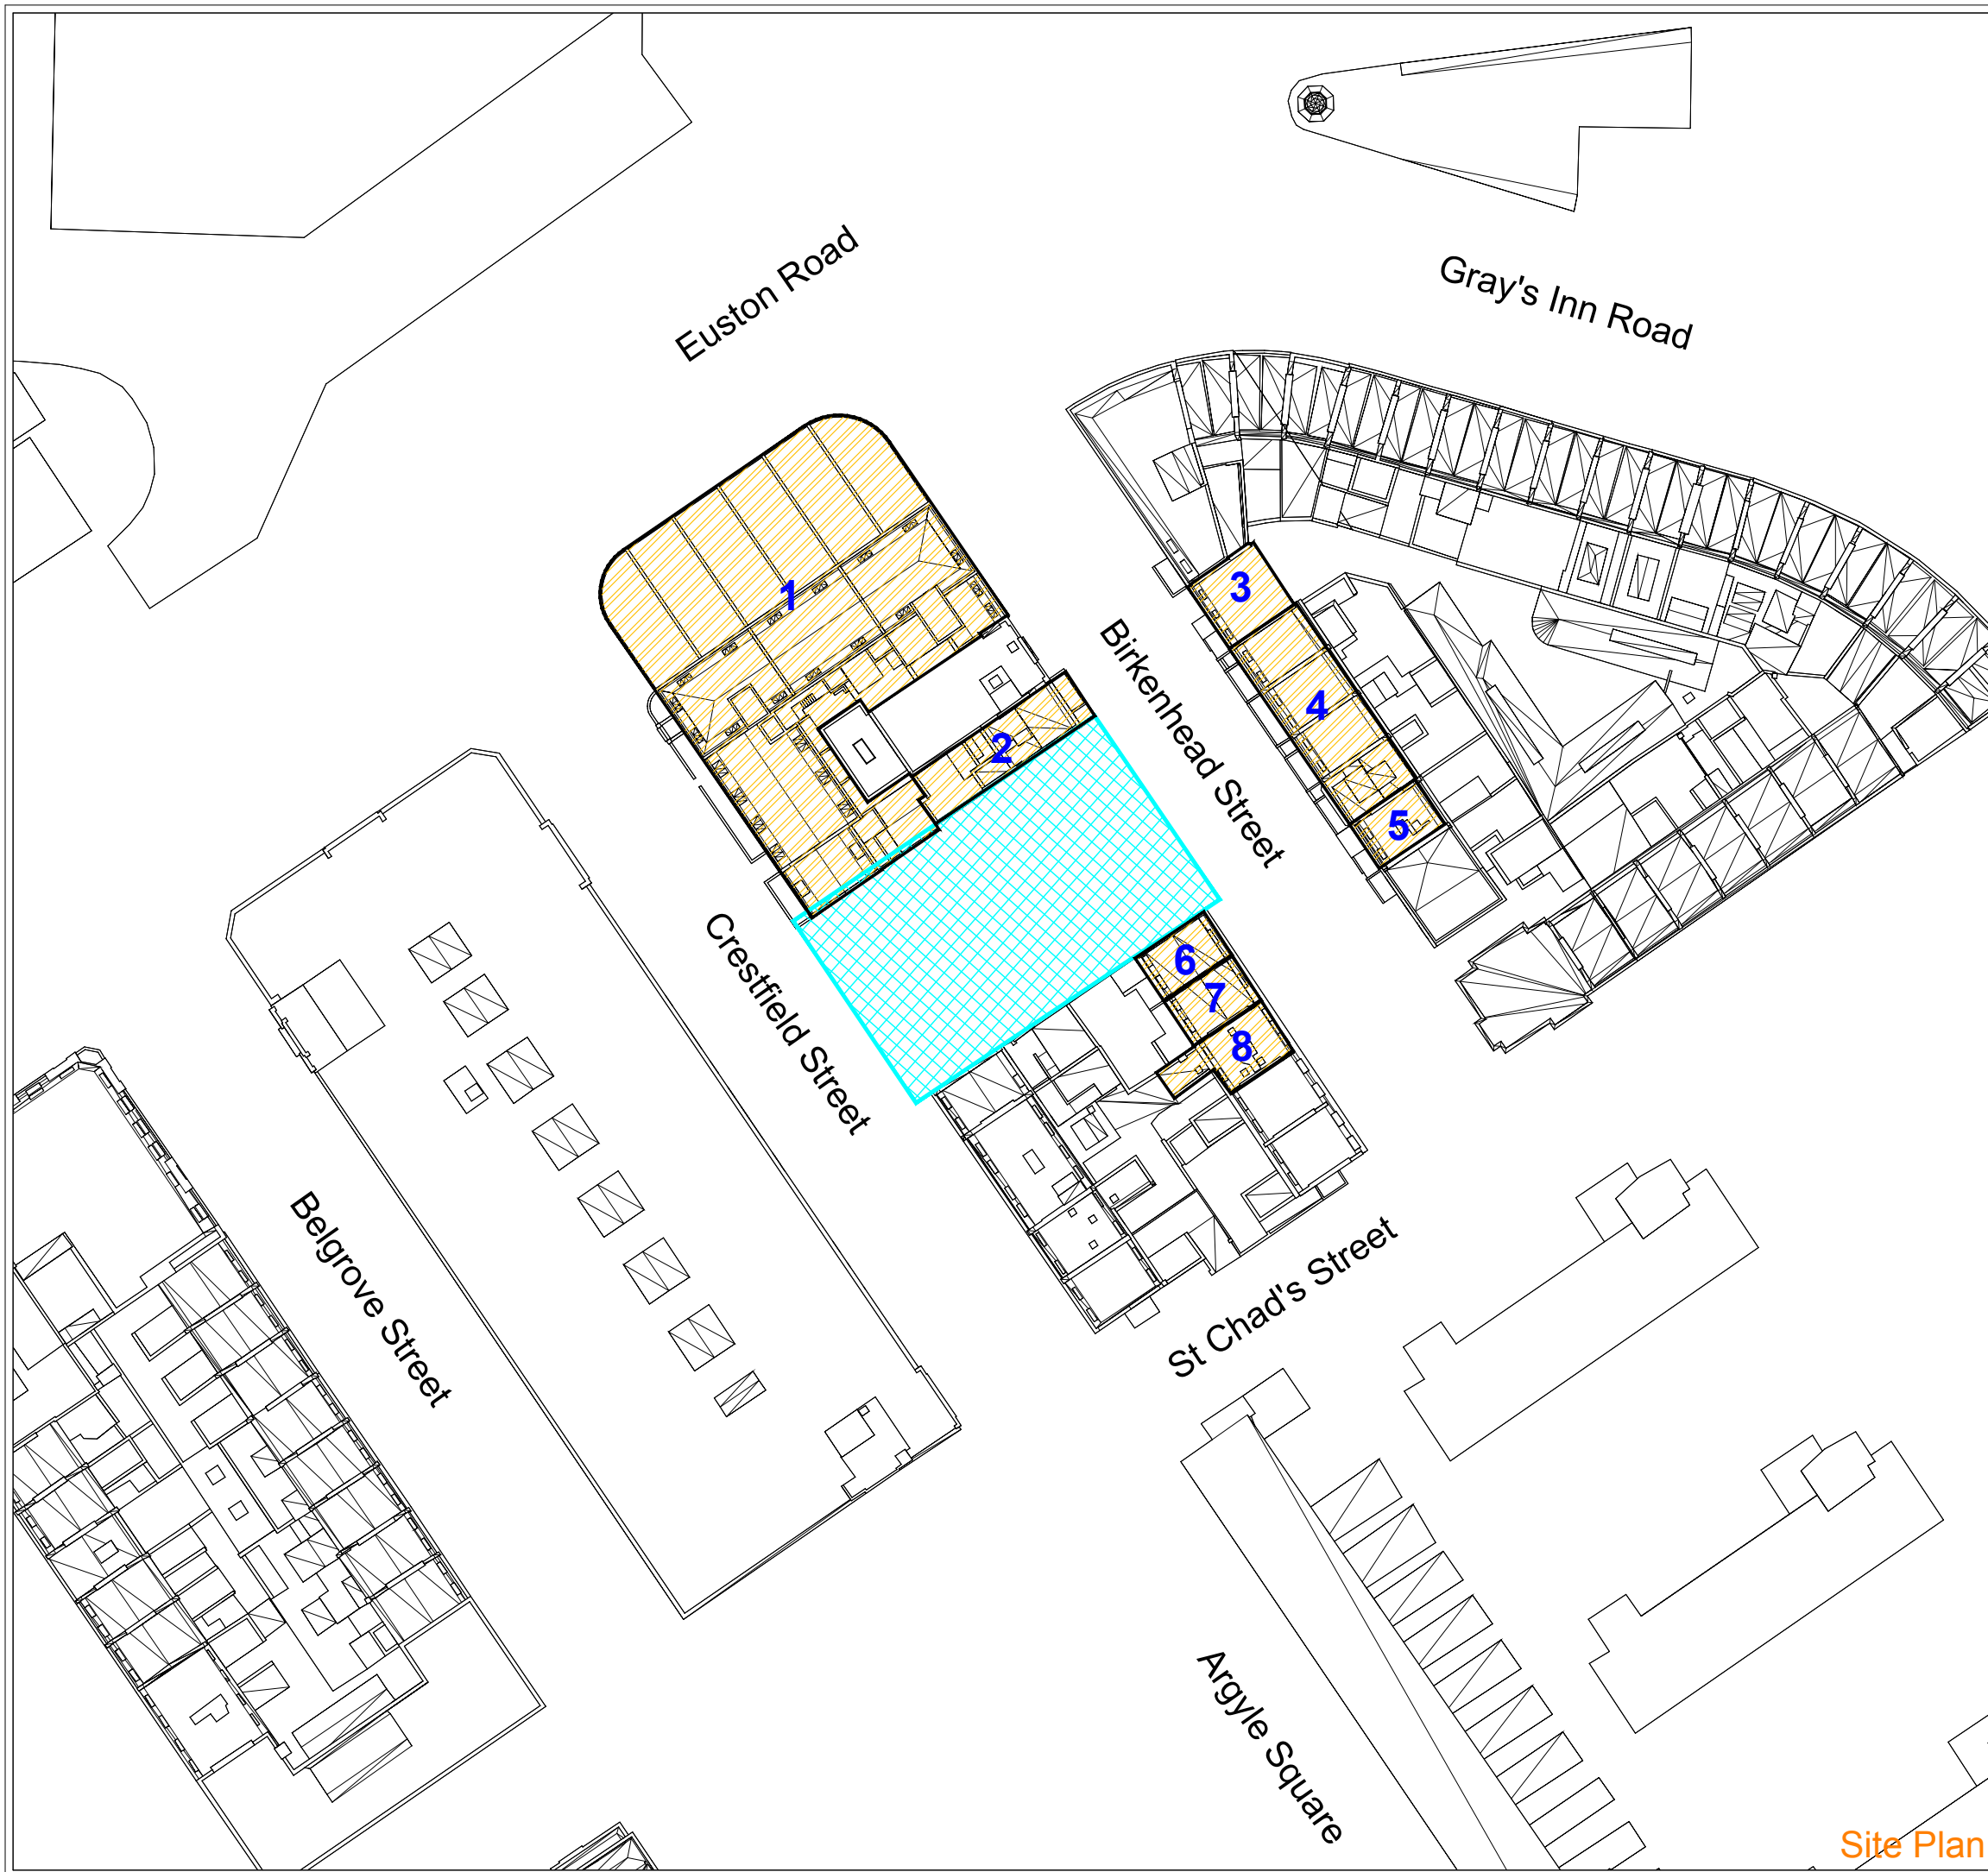 Euston Road
Gray's Inn Road
1
2
3
4
5
Birkenhead Street
6
7
8
Crestfield Street
Belgrove Street
St Chad's Street
Argyle Square
Site Plan